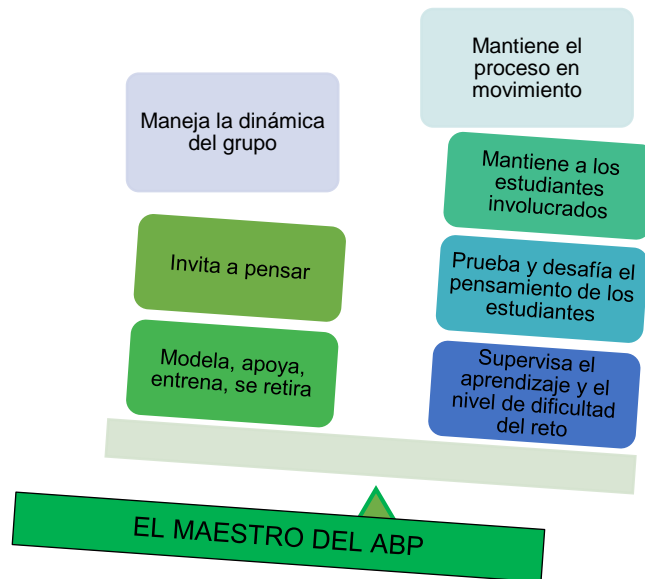 Maneja la dinámica
del grupo
Invita a pensar
Modela, apoya,
entrena, se retira
Mantiene el
proceso en
movimiento
Mantiene a los
estudiantes
involucrados
Prueba y desafía el
pensamiento de los
estudiantes
Supervisa el
aprendizaje y el
nivel de dificultad
del reto
EL MAESTRO DEL ABP